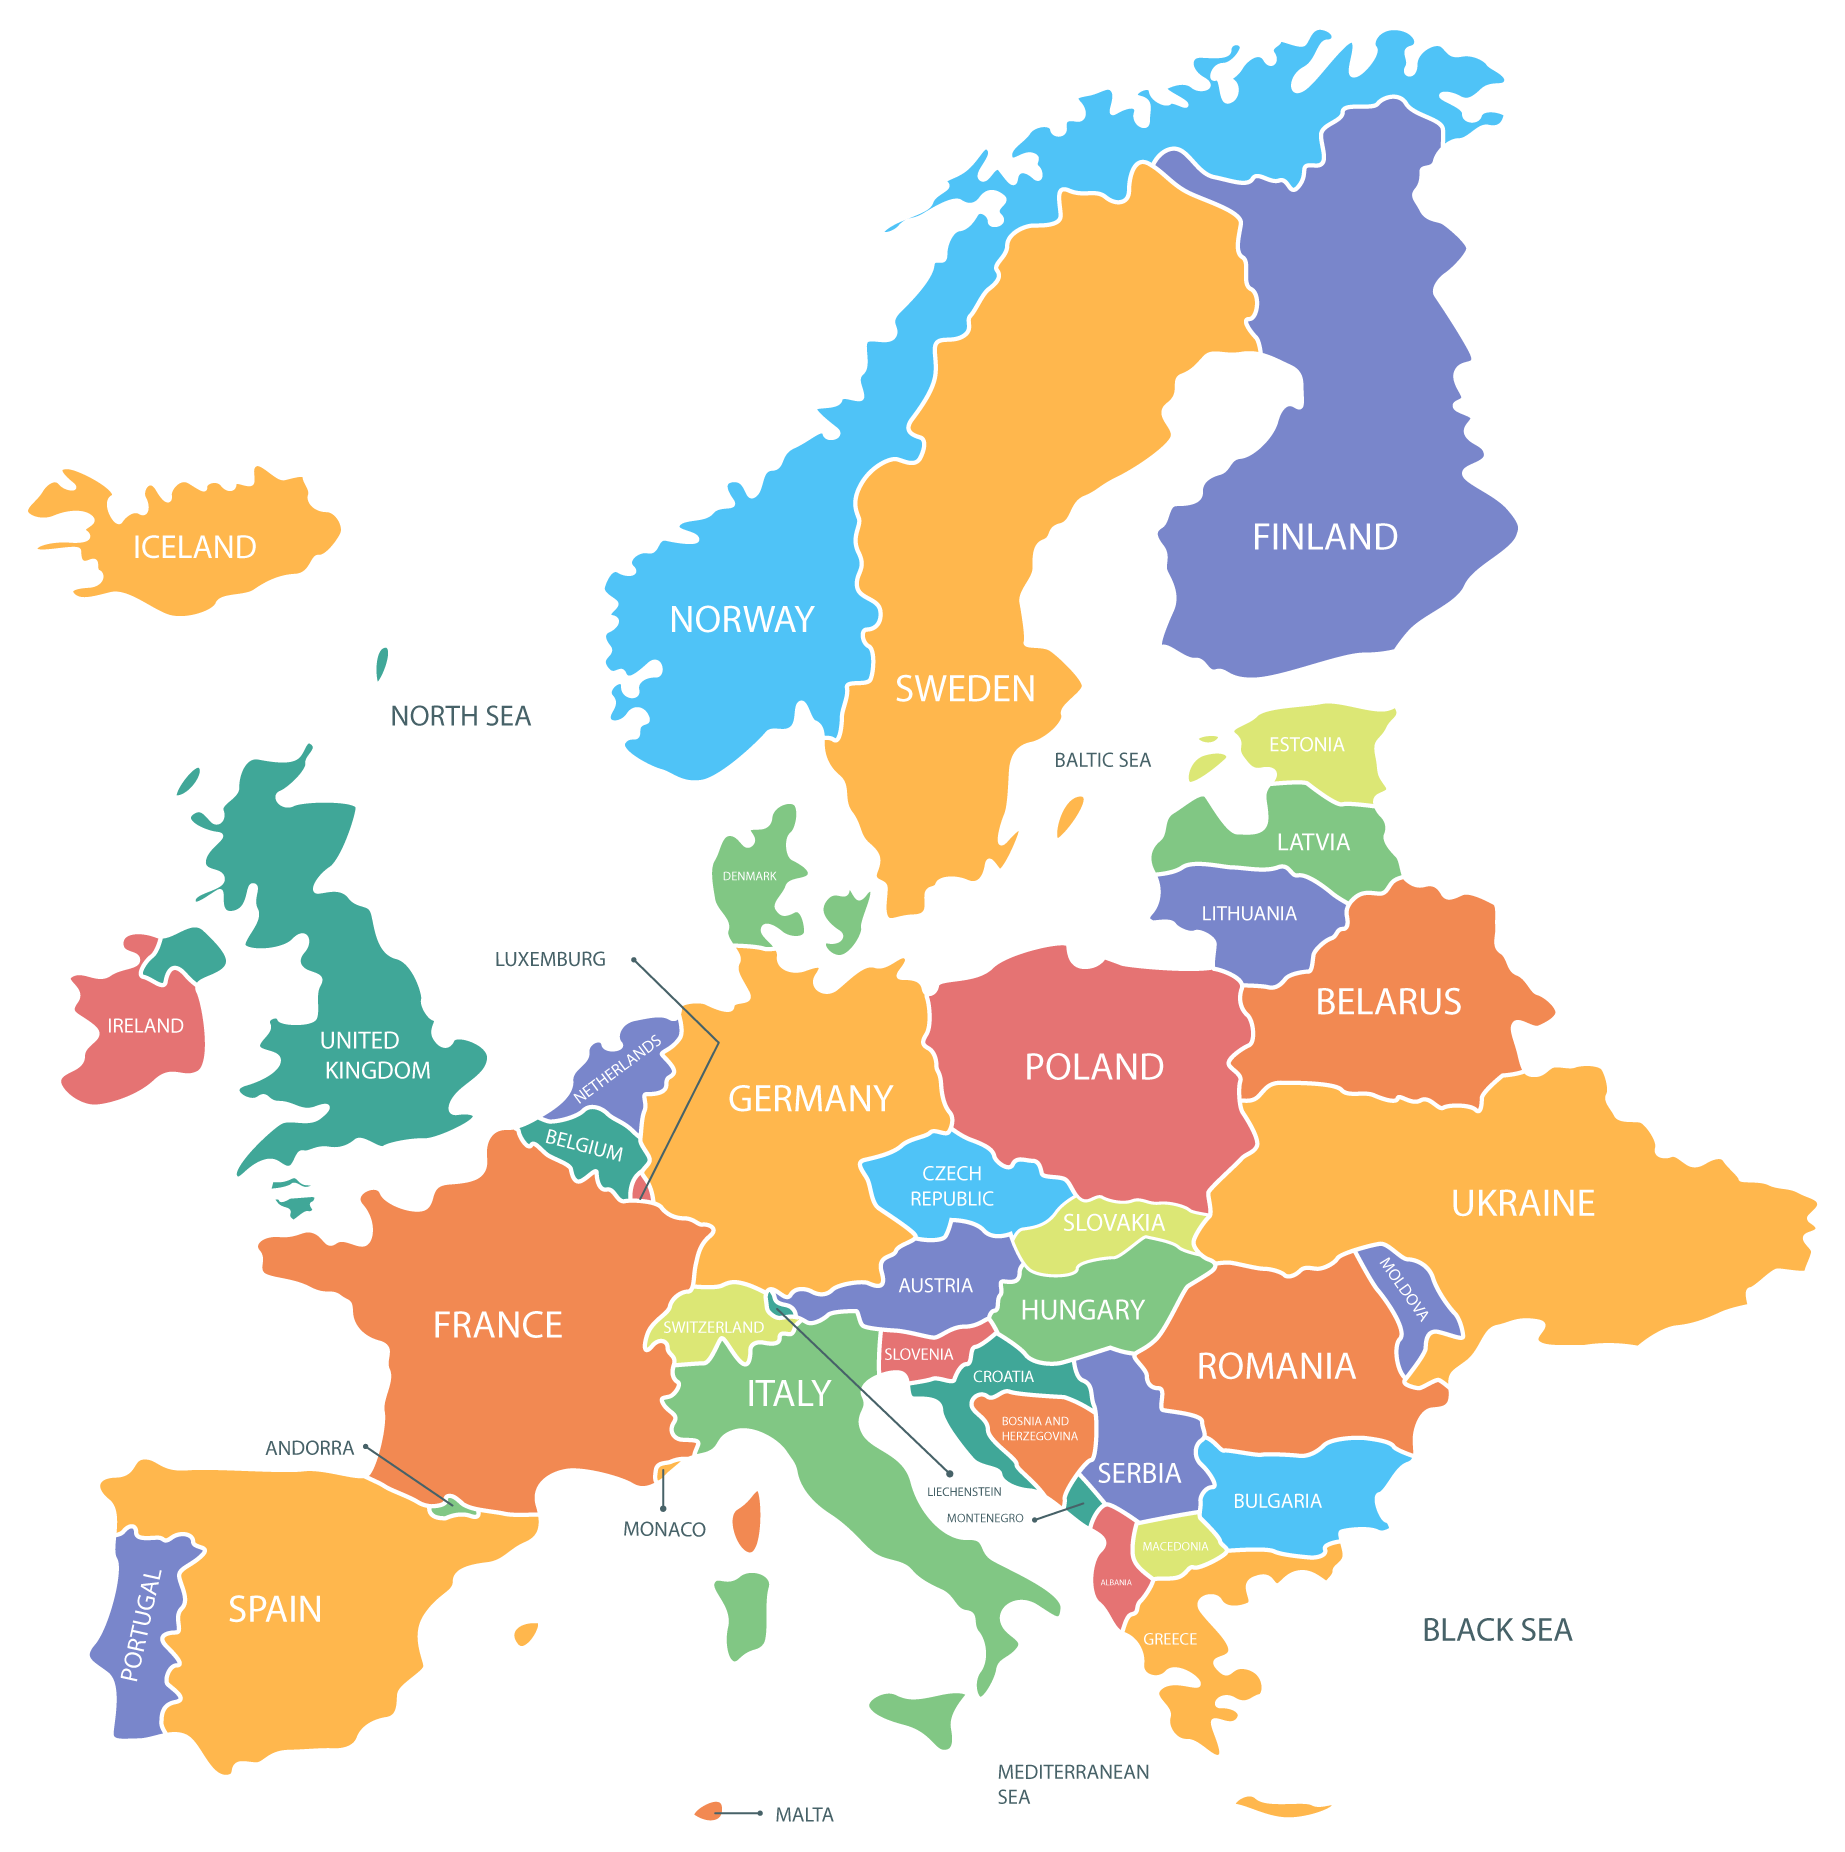 ICELAND
FINLAND
NORWAY
SWEDEN
NORTH SEA
ESTONIA
BALTIC SEA
LATVIA
DENMARK
LITHUANIA
LUXEMBURG
BELARUS
IRELAND
UNITED
KINGDOM
NETHERLANDS
POLAND
GERMANY
BELGIUM
CZECH
REPUBLIC
UKRAINE
SLOVAKIA
AUSTRIA
MOLDOVA
HUNGARY
FRANCE
SWITZERLAND
SLOVENIA
ROMANIA
CROATIA
ITALY
BOSNIA AND
HERZEGOVINA
ANDORRA
SERBIA
LIECHENSTEIN
BULGARIA
MONTENEGRO
MONACO
MACEDONIA
ALBANIA
SPAIN
PORTUGAL
BLACK SEA
GREECE
MEDITERRANEAN
SEA
MALTA